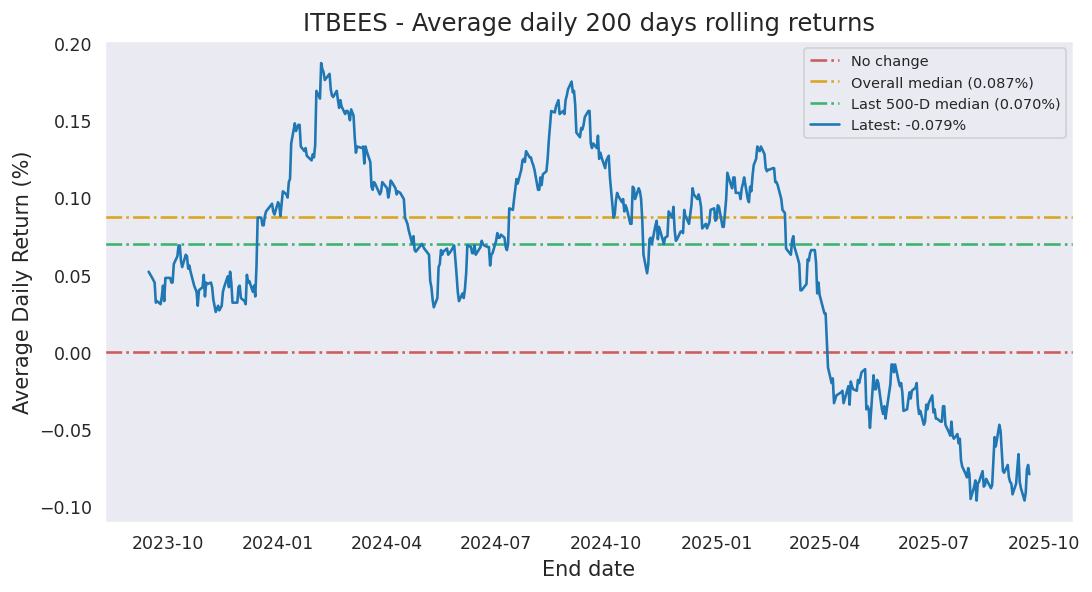 ITBEES - Average daily 200 days rolling returns
No change
Overall median (0.087%)
Last 500-D median (0.070%)
Latest: -0.079%
Average Daily Return (%)
0.20
0.15
0.10
0.05
0.00
−0.05
−0.10
2023-10 2024-01 2024-04 2024-07 2024-10 2025-01 2025-04 2025-07 2025-10
End date